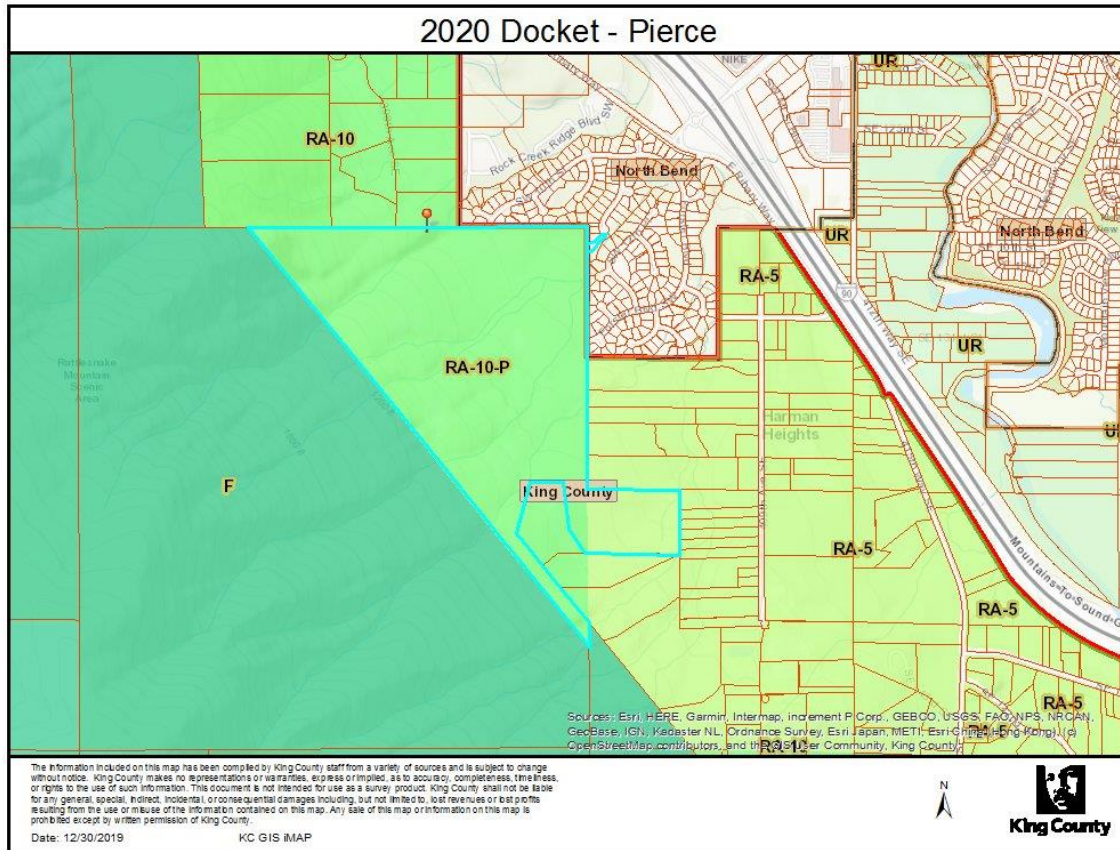 2020 Docket - Pierce
NIKE
UR
RA-10
Rock Creek Ridge Blvd SW
North Bend
North Bend
UR
RA-5
90
412th Way SE
UR
RA-10-P
Rattlesnake
Mountain
Scenic
Area
Harman
Heights
F
King County
RA-5
415th Way SE
Mountains-To-Sound G
RA-5
RA-5
Sources: Esri, HERE, Garmin, Intermap, increment P Corp., GEBCO, USGS, FAO, NPS, NRCAN,
GeoBase, IGN, Kadaster NL, Ordnance Survey, Esri Japan, METI, Esri China (Hong Kong), (c)
OpenStreetMap contributors, and the GIS User Community, King County
RA-10
The information included on this map has been compiled by King County staff from a variety of sources and is subject to change
without notice. King County makes no representations or warranties, express or implied, as to accuracy, completeness, timeliness,
or rights to the use of such information. This document is not intended for use as a survey product. King County shall not be liable
for any general, special, indirect, incidental, or consequential damages including, but not limited to, lost revenues or lost profits
resulting from the use or misuse of the information contained on this map. Any sale of this map or information on this map is
prohibited except by written permission of King County.
Date: 12/30/2019
KC GIS iMAP
N
King County